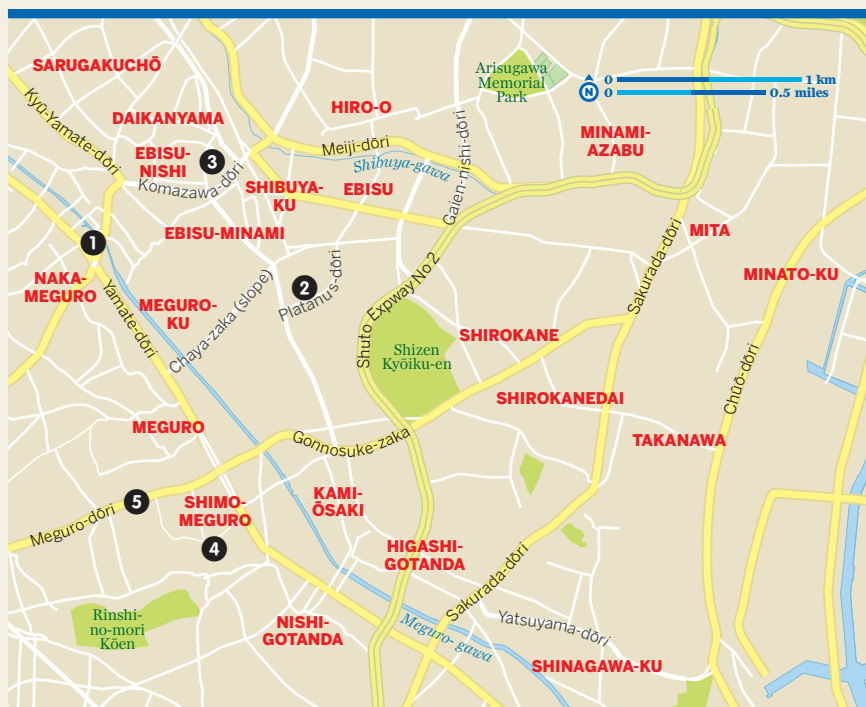 SARUGAKUCHŌ
Kyū-Yamate-dōri
DAIKANYAMA
HIRO-O
Arisugawa
Memorial
Park
N
0
1 km
0
0.5 miles
EBISU-
NISHI
3
Komazawa-dōri
Meiji-dōri
Shibuya-gawa
Gaien-nishi-dōri
MINAMI-
AZABU
SHIBUYA-
KU
EBISU
EBISU-MINAMI
1
MITA
NAKA-
MEGURO
Yamate-dōri
MEGURO-
KU
Chaya-zaka (slope)
2
Platanu's-dōri
Shuto Expway No 2
Sakurada-dōri
MINATO-KU
Shizen
Kyōiku-en
SHIROKANE
SHIROKANEDAI
Chūō-dōri
MEGURO
Gonnosuke-zaka
TAKANAWA
5
Meguro-dōri
SHIMO-
MEGURO
4
KAMI-
ŌSAKI
HIGASHI-
GOTANDA
Sakurada-dōri
Rinshi-
no-mori
Kōen
NISHI-
GOTANDA
Meguro-gawa
Yatsuyama-dōri
SHINAGAWA-KU